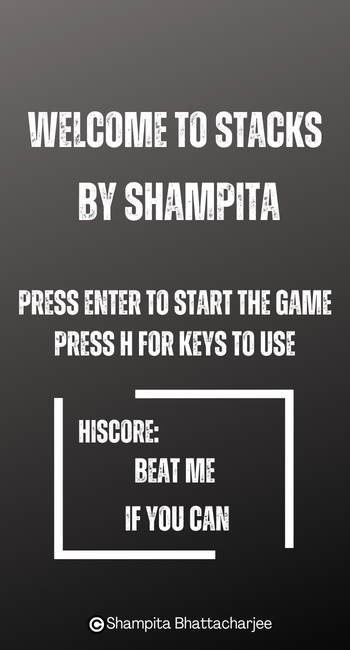 WELCOME TO STACKS
BY SHAMPITA
PRESS ENTER TO START THE GAME
PRESS H FOR KEYS TO USE
HISCORE:
BEAT ME
IF YOU CAN
© Shampita Bhattacharjee